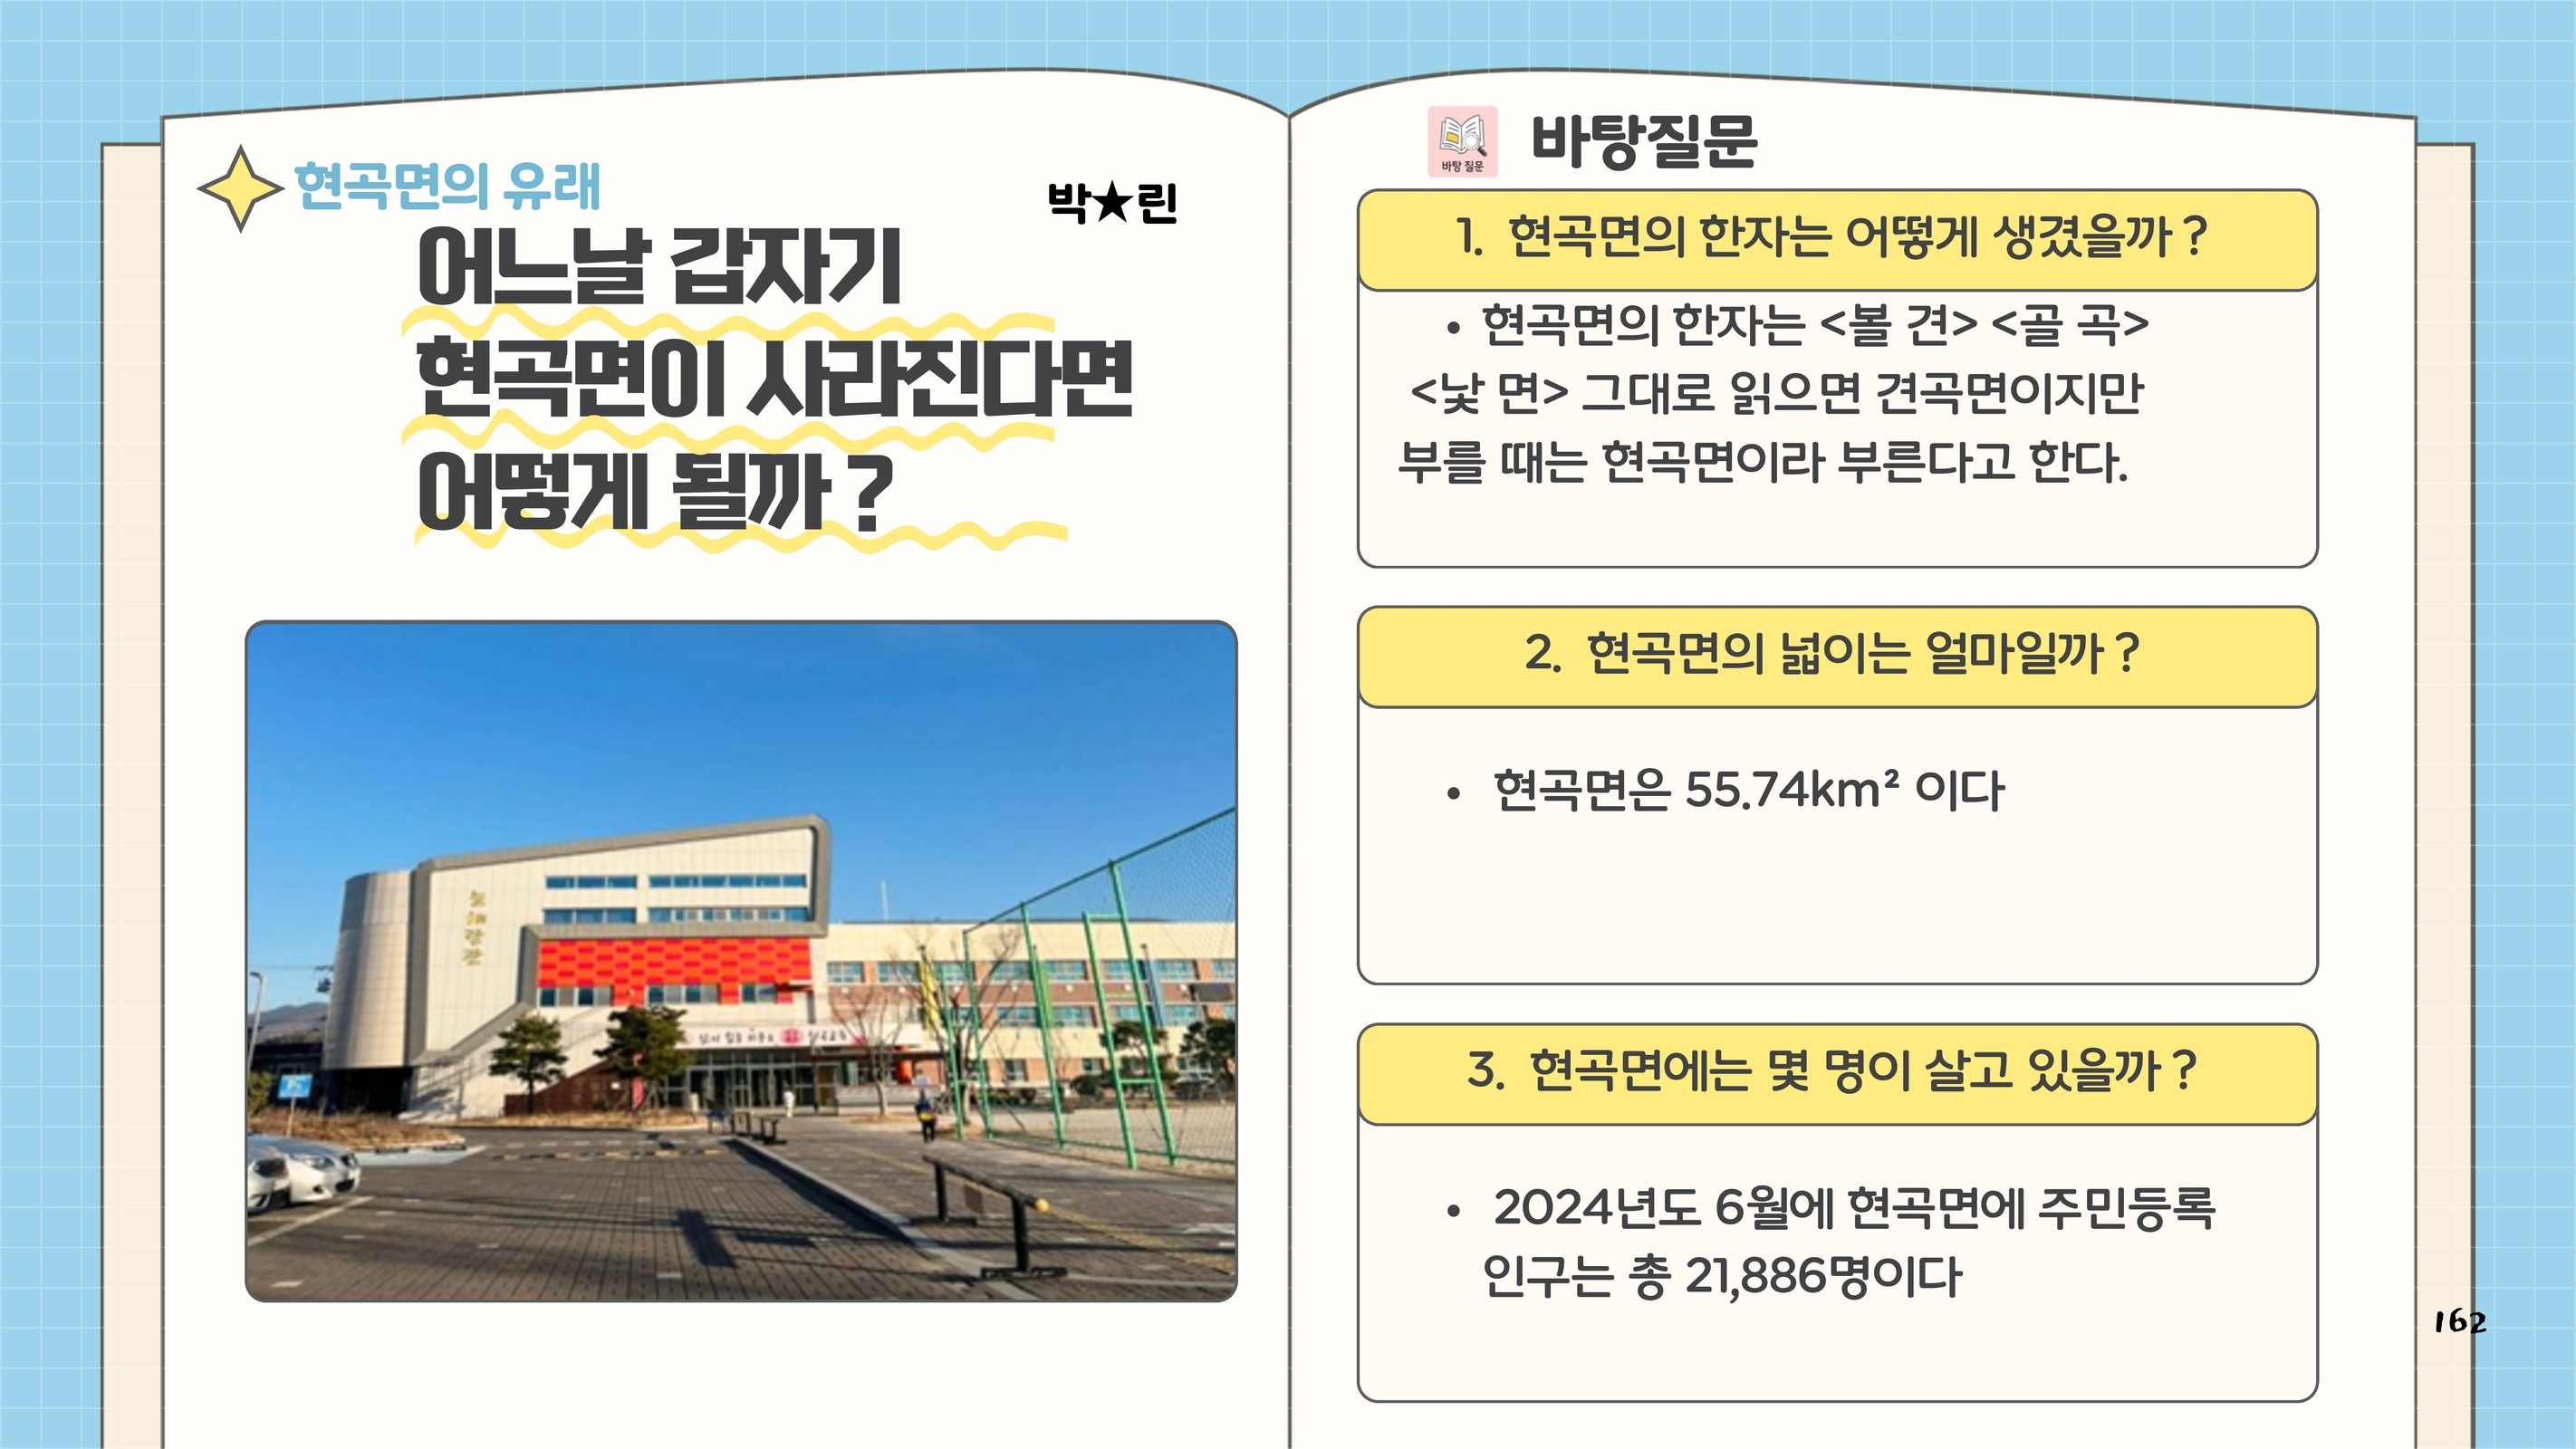 현곡면의 유래
박★린
어느날 갑자기
현곡면이 사라진다면
어떻게 될까 ?
바탕 질문
바탕질문
1. 현곡면의 한자는 어떻게 생겼을까 ?
• 현곡면의 한자는 <볼 견> <골 곡>
<낯 면> 그대로 읽으면 견곡면이지만
부를 때는 현곡면이라 부른다고 한다.
2. 현곡면의 넓이는 얼마일까 ?
• 현곡면은 55.74km² 이다
3. 현곡면에는 몇 명이 살고 있을까 ?
• 2024년도 6월에 현곡면에 주민등록
인구는 총 21,886명이다
162